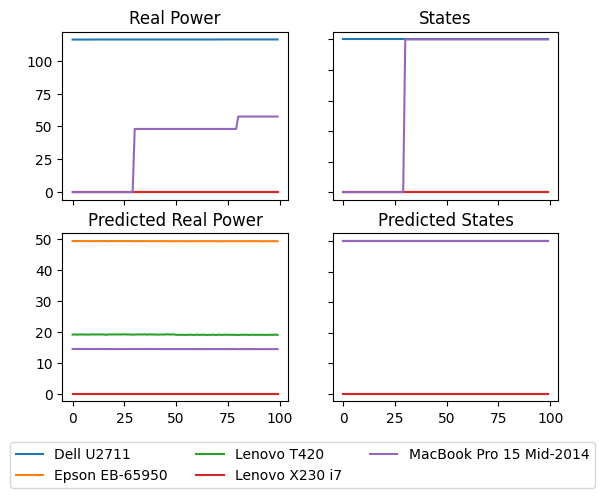 Real Power
States
100
75
50
25
0
Predicted Real Power
Predicted States
50
40
30
20
10
0
0 25 50 75 100
0 25 50 75 100
Dell U2711
Epson EB-65950
Lenovo T420
Lenovo X230 i7
MacBook Pro 15 Mid-2014